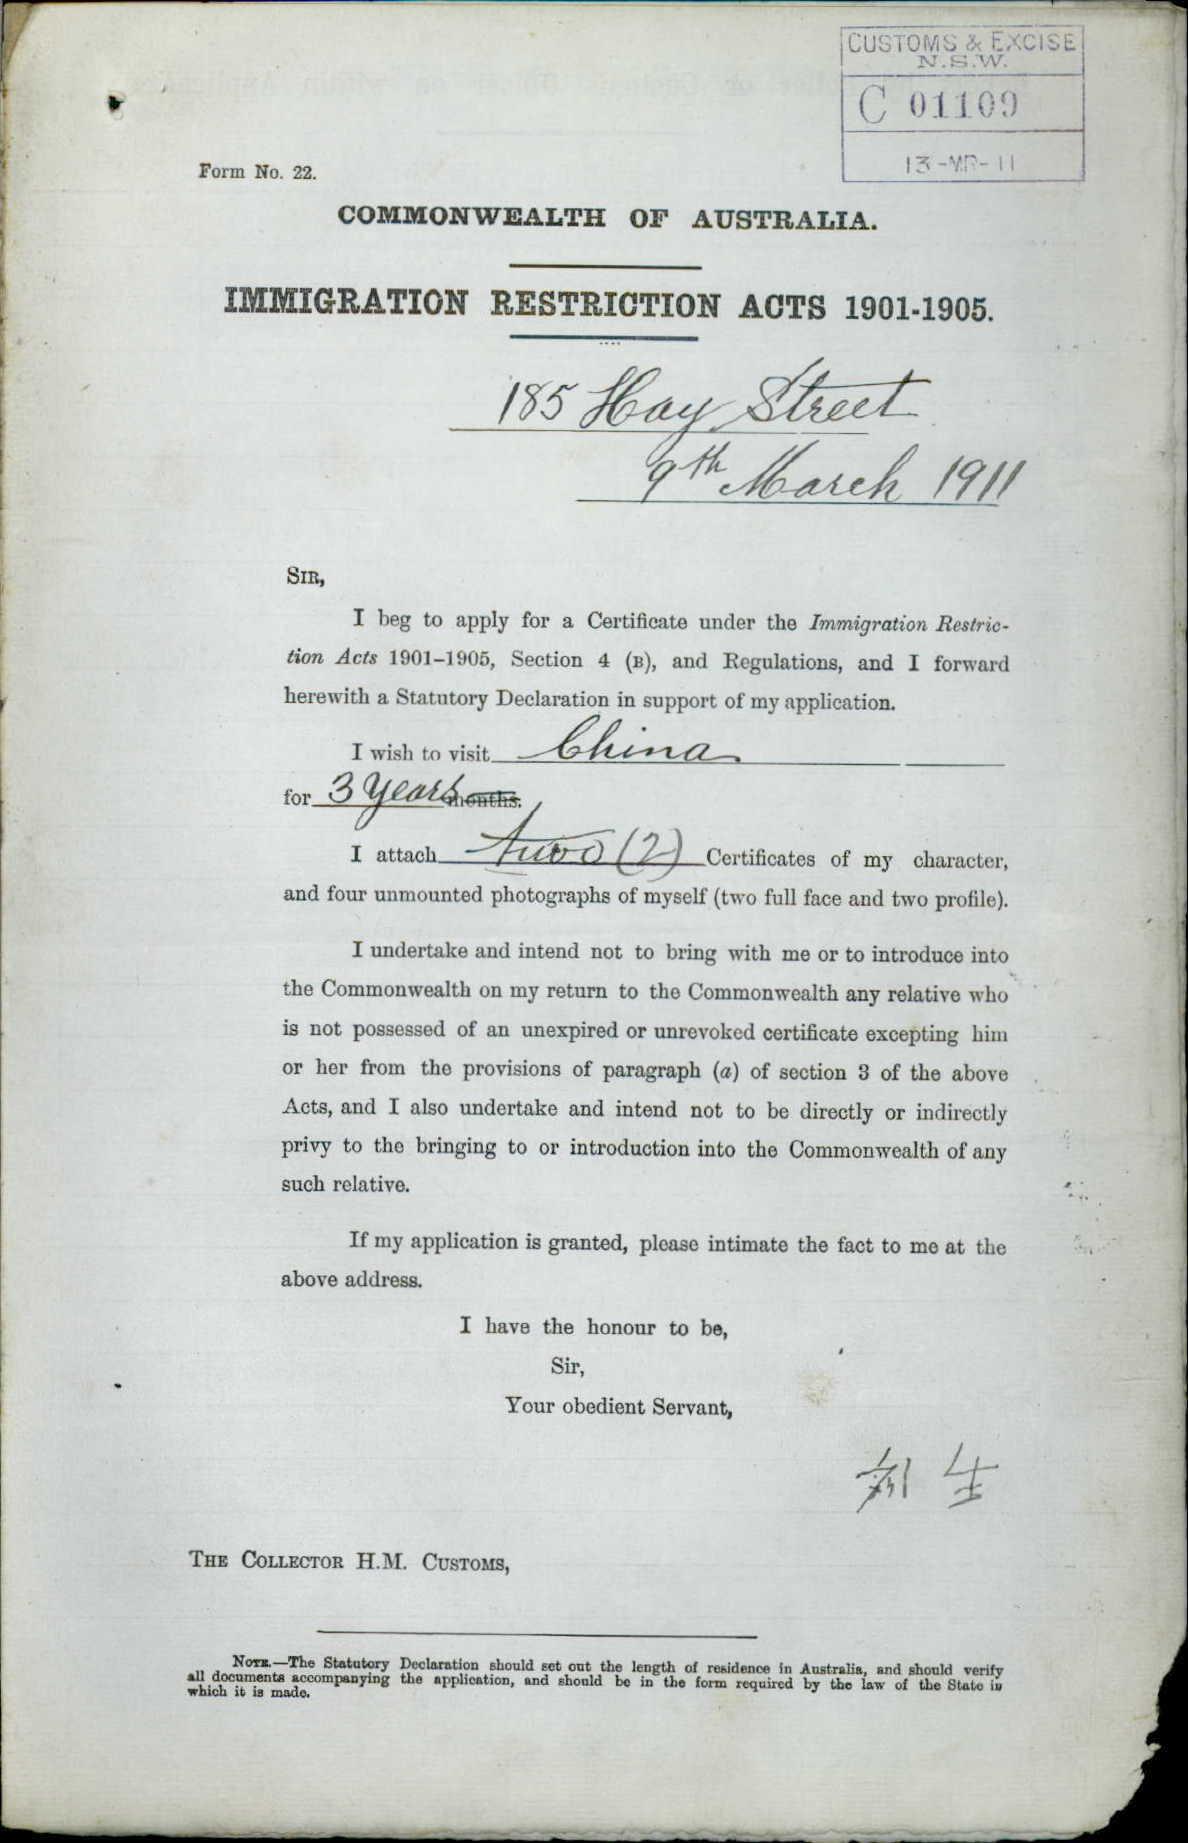 CUSTOMS & EXCISE
N.S.W.
C 01109
13-MR-11
Form No. 22.
COMMONWEALTH OF AUSTRALIA.
IMMIGRATION RESTRICTION ACTS 1901-1905.
185 Hay Street
9th March 1911
SIR,
I beg to apply for a Certificate under the Immigration Restric-
tion Acts 1901-1905, Section 4 (B), and Regulations, and I forward
herewith a Statutory Declaration in support of my application.
I wish to visit China
for 3 Years months.
I attach two (2) Certificates of my character,
and four unmounted photographs of myself (two full face and two profile).
I undertake and intend not to bring with me or to introduce into
the Commonwealth on my return to the Commonwealth any relative who
is not possessed of an unexpired or unrevoked certificate excepting him
or her from the provisions of paragraph (a) of section 3 of the above
Acts, and I also undertake and intend not to be directly or indirectly
privy to the bringing to or introduction into the Commonwealth of any
such relative.
If my application is granted, please intimate the fact to me at the
above address.
I have the honour to be,
Sir,
Your obedient Servant,
生
THE COLLECTOR H.M. CUSTOMS,
NOTE.—The Statutory Declaration should set out the length of residence in Australia, and should verify
all documents accompanying the application, and should be in the form required by the law of the State in
which it is made.